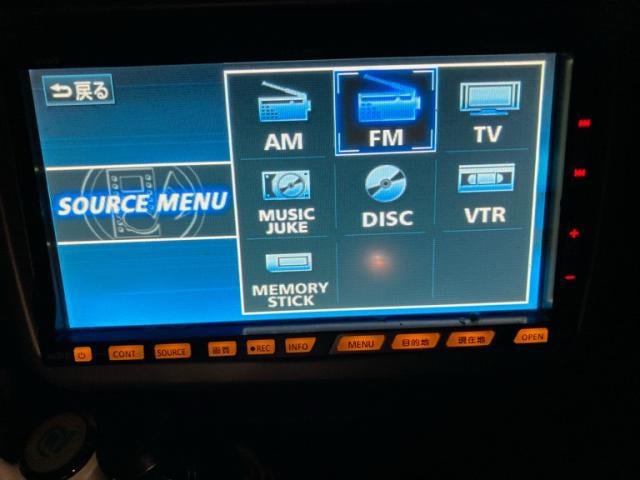 戻る
AM
FM
TV
SOURCE MENU
MUSIC
JUKE
DISC
VTR
MEMORY
STICK
CONT
SOURCE
画質
●REC
INFO
MENU
目的地
現在地
OPEN